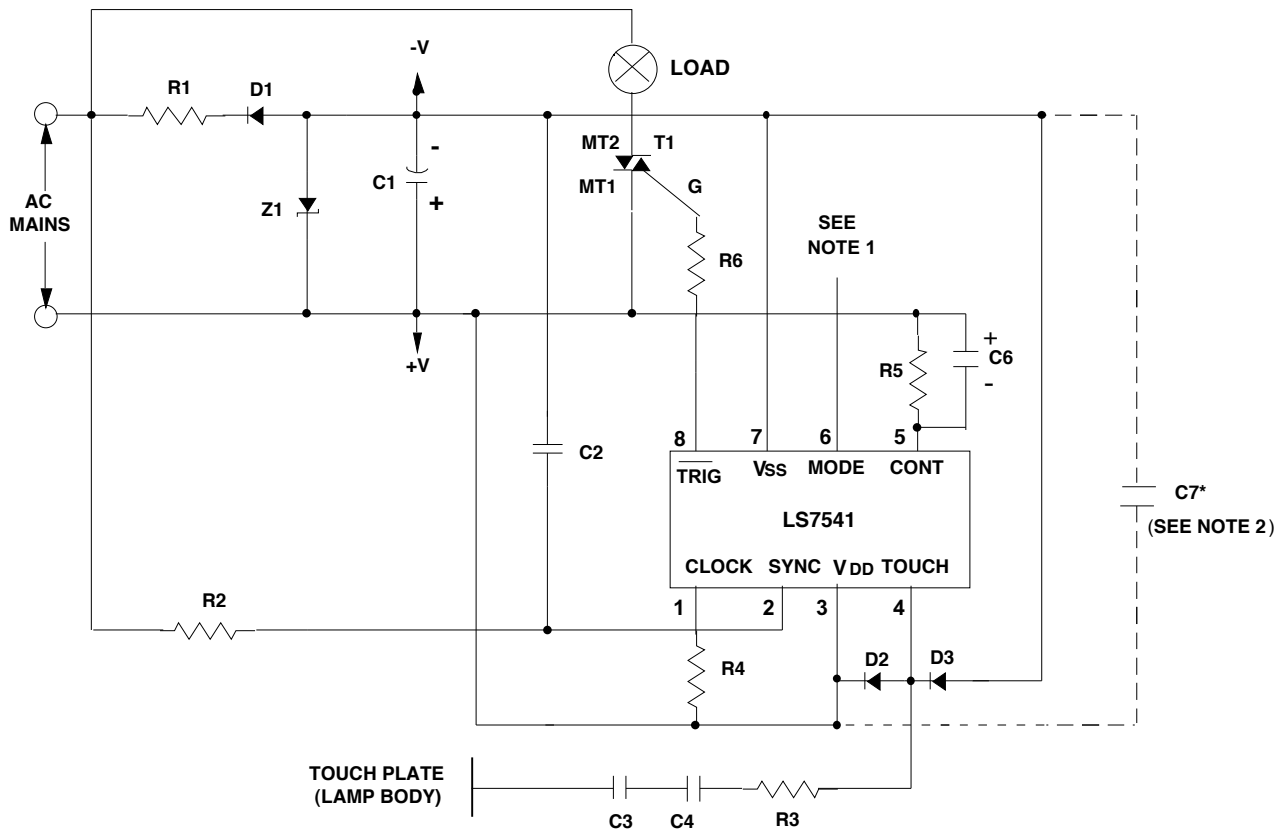 -V
LOAD
R1
D1
MT2
T1
MT1
G
AC
MAINS
Z1
C1
-
+
SEE
NOTE 1
R6
+V
R5
+
C6
-
C2
8
7
6
5
TRIG
VSS
MODE
CONT
LS7541
C7*
(SEE NOTE 2)
CLOCK
SYNC
VDD
TOUCH
1
2
3
4
R2
R4
D2
D3
TOUCH PLATE
(LAMP BODY)
C3
C4
R3